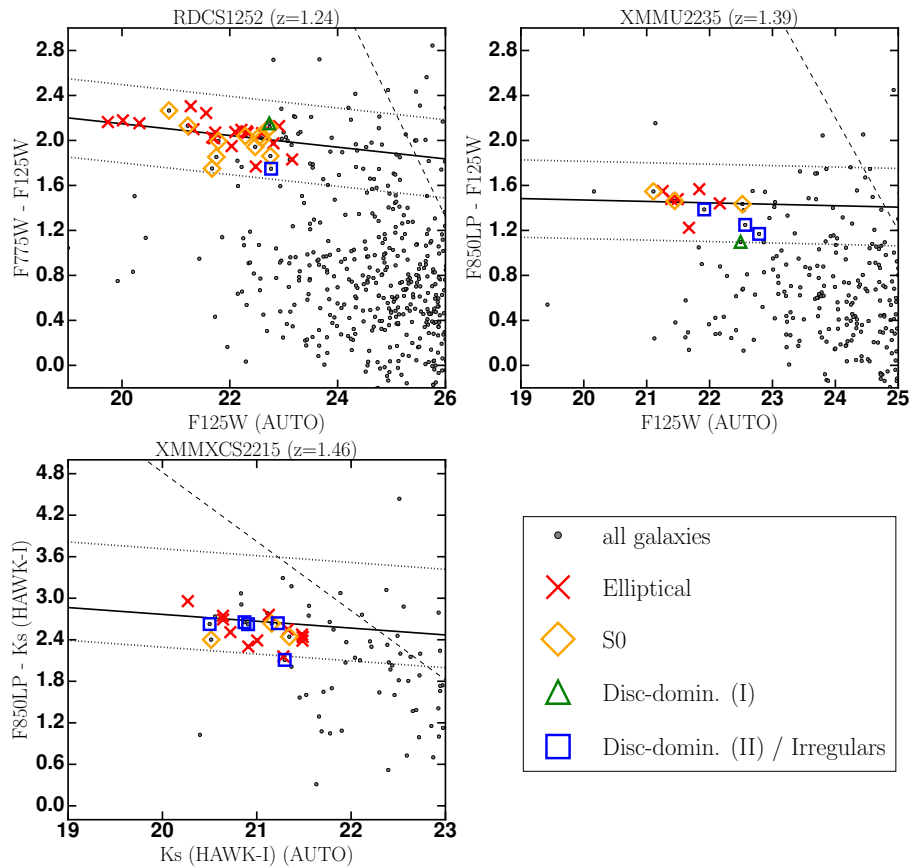 RDCS1252 (z=1.24)
2.8
2.4
2.0
1.6
1.2
0.8
0.4
0.0
F775W - F125W
20 22 24 26
F125W (AUTO)
XMMU2235 (z=1.39)
2.8
2.4
2.0
1.6
1.2
0.8
0.4
0.0
F850LP - F125W
19 20 21 22 23 24 25
F125W (AUTO)
XMMXCS2215 (z=1.46)
4.8
4.2
3.6
3.0
2.4
1.8
1.2
0.6
0.0
F850LP - Ks (HAWK-I)
19 20 21 22 23
Ks (HAWK-I) (AUTO)
all galaxies
Elliptical
S0
Disc-domin. (I)
Disc-domin. (II) / Irregulars